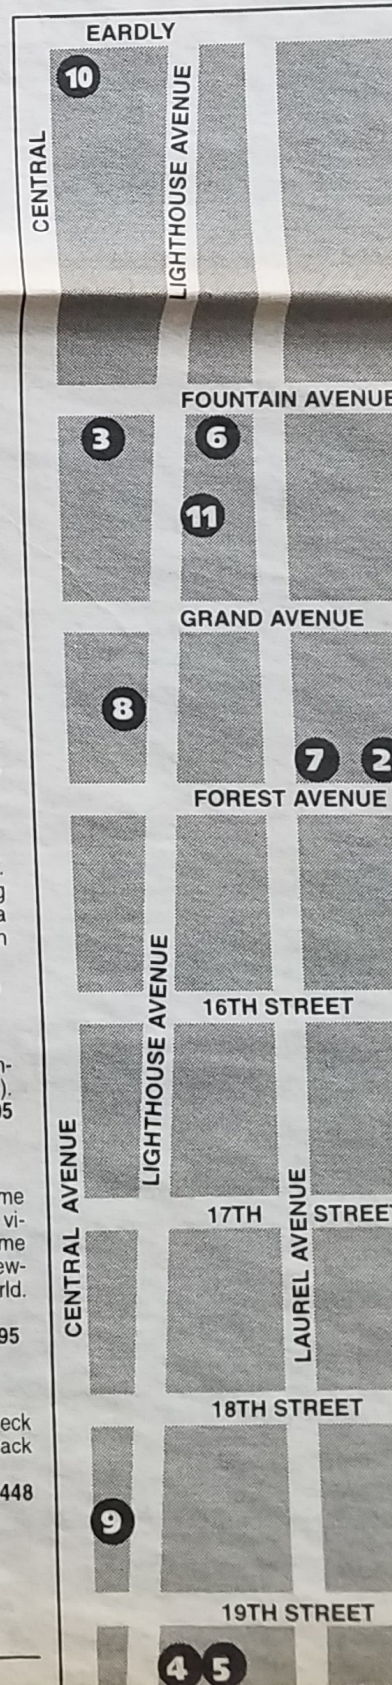 EARDLY
10
CENTRAL
LIGHTHOUSE AVENUE
FOUNTAIN AVENUE
3
6
11
GRAND AVENUE
8
7
2
FOREST AVENUE
16TH STREET
LIGHTHOUSE AVENUE
CENTRAL AVENUE
17TH STREET
LAUREL AVENUE
18TH STREET
9
19TH STREET
4
5
95
448